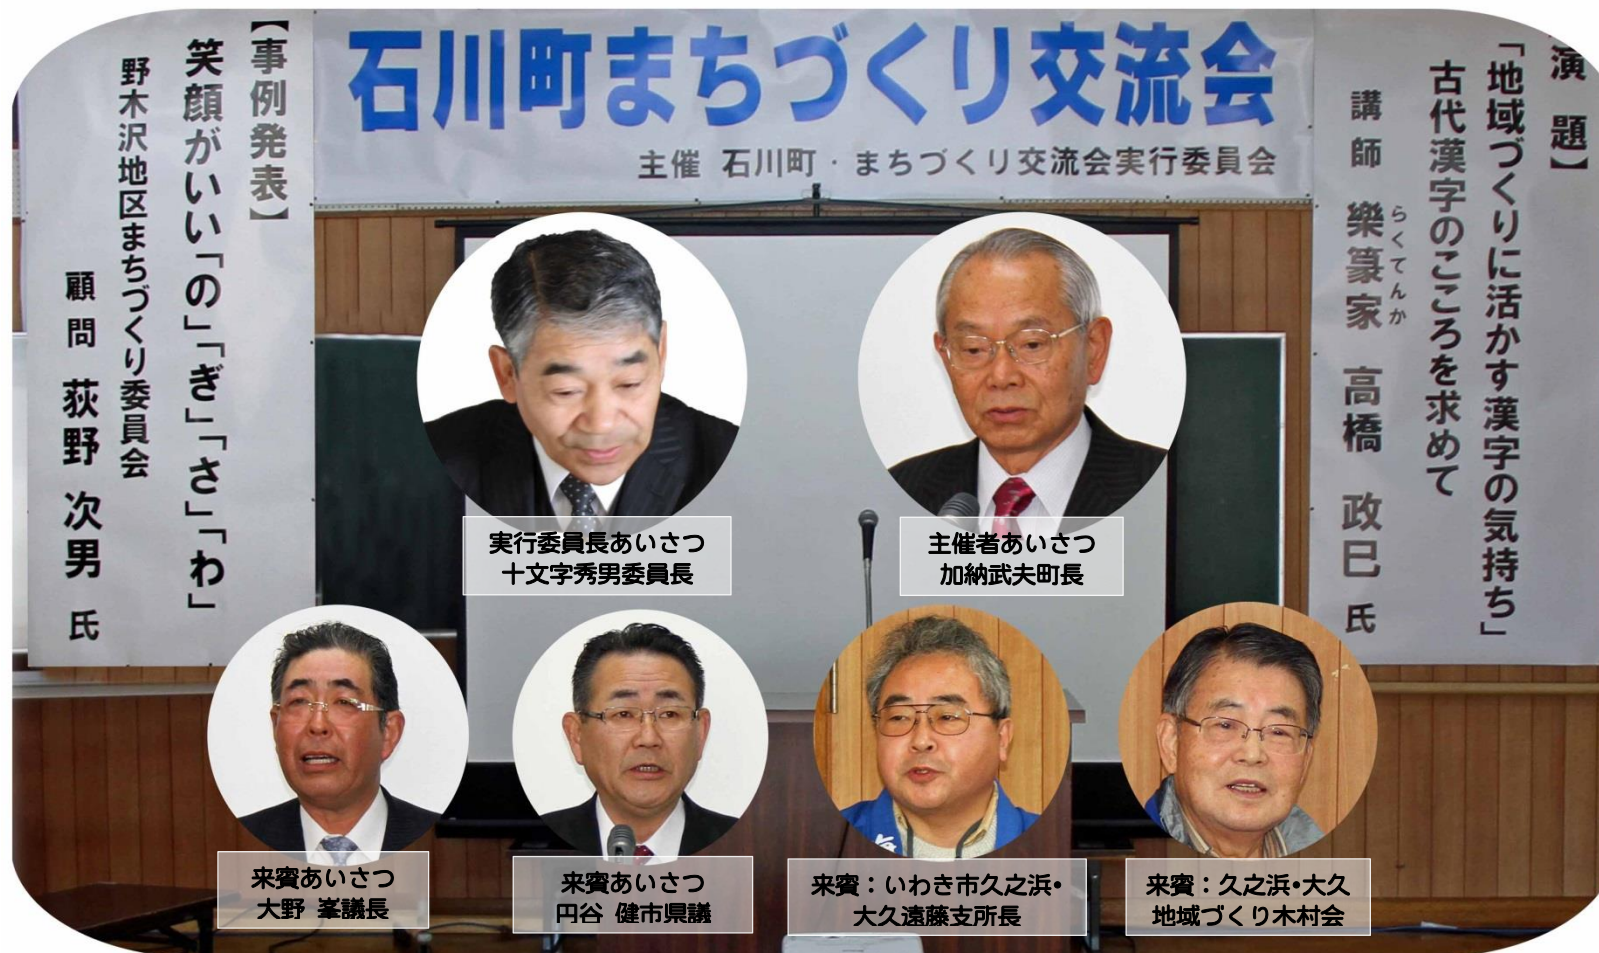 石川町まちづくり交流会
主催 石川町・まちづくり交流会実行委員会
演題】
「地域づくりに活かす漢字の気持ち」
古代漢字のこころを求めて
講師 樂篆家 高橋 政巳 氏
らくてんか
【事例発表】
笑顔がいい「の」「ぎ」「さ」「わ」
野木沢地区まちづくり委員会
顧問 荻野 次男 氏
実行委員長あいさつ
十文字秀男委員長
主催者あいさつ
加納武夫町長
来賓あいさつ
大野 峯議長
来賓あいさつ
円谷 健市県議
来賓：いわき市久之浜・
大久遠藤支所長
来賓：久之浜・大久
地域づくり木村会